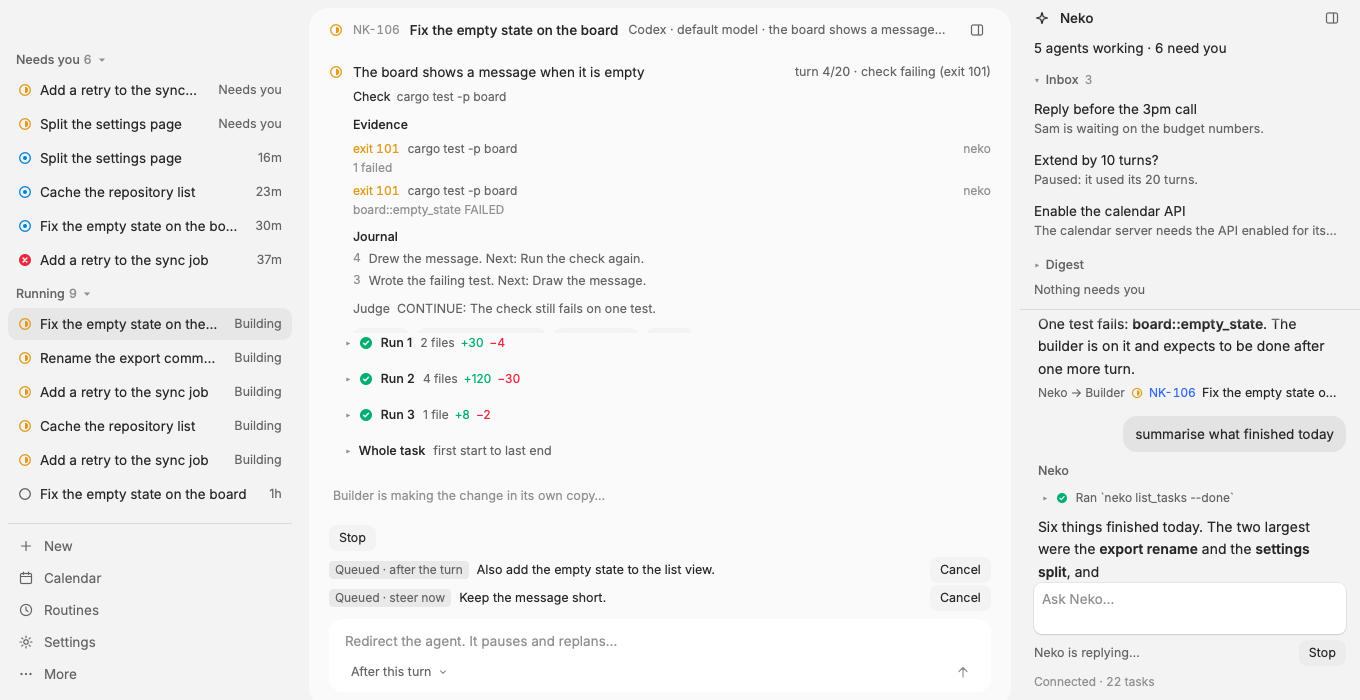 Needs you 6
Add a retry to the sync... Needs you
Split the settings page Needs you
Split the settings page 16m
Cache the repository list 23m
Fix the empty state on the bo... 30m
Add a retry to the sync job 37m
Running 9
Fix the empty state on the... Building
Rename the export comm... Building
Add a retry to the sync job Building
Cache the repository list Building
Add a retry to the sync job Building
Fix the empty state on the board 1h
New
Calendar
Routines
Settings
More
NK-106 Fix the empty state on the board Codex · default model · the board shows a message...
The board shows a message when it is empty turn 4/20 · check failing (exit 101)
Check cargo test -p board
Evidence
exit 101 cargo test -p board neko
1 failed
exit 101 cargo test -p board neko
board::empty_state FAILED
Journal
4 Drew the message. Next: Run the check again.
3 Wrote the failing test. Next: Draw the message.
Judge CONTINUE: The check still fails on one test.
Run 1 2 files +30 −4
Run 2 4 files +120 −30
Run 3 1 file +8 −2
Whole task first start to last end
Builder is making the change in its own copy...
Stop
Queued · after the turn Also add the empty state to the list view. Cancel
Queued · steer now Keep the message short. Cancel
Redirect the agent. It pauses and replans...
After this turn
Neko
5 agents working · 6 need you
Inbox 3
Reply before the 3pm call
Sam is waiting on the budget numbers.
Extend by 10 turns?
Paused: it used its 20 turns.
Enable the calendar API
The calendar server needs the API enabled for its...
Digest
Nothing needs you
One test fails: board::empty_state. The
builder is on it and expects to be done after
one more turn.
Neko → Builder NK-106 Fix the empty state o...
summarise what finished today
Neko
Ran `neko list_tasks --done`
Six things finished today. The two largest
were the export rename and the settings
split, and
Ask Neko...
Neko is replying... Stop
Connected · 22 tasks